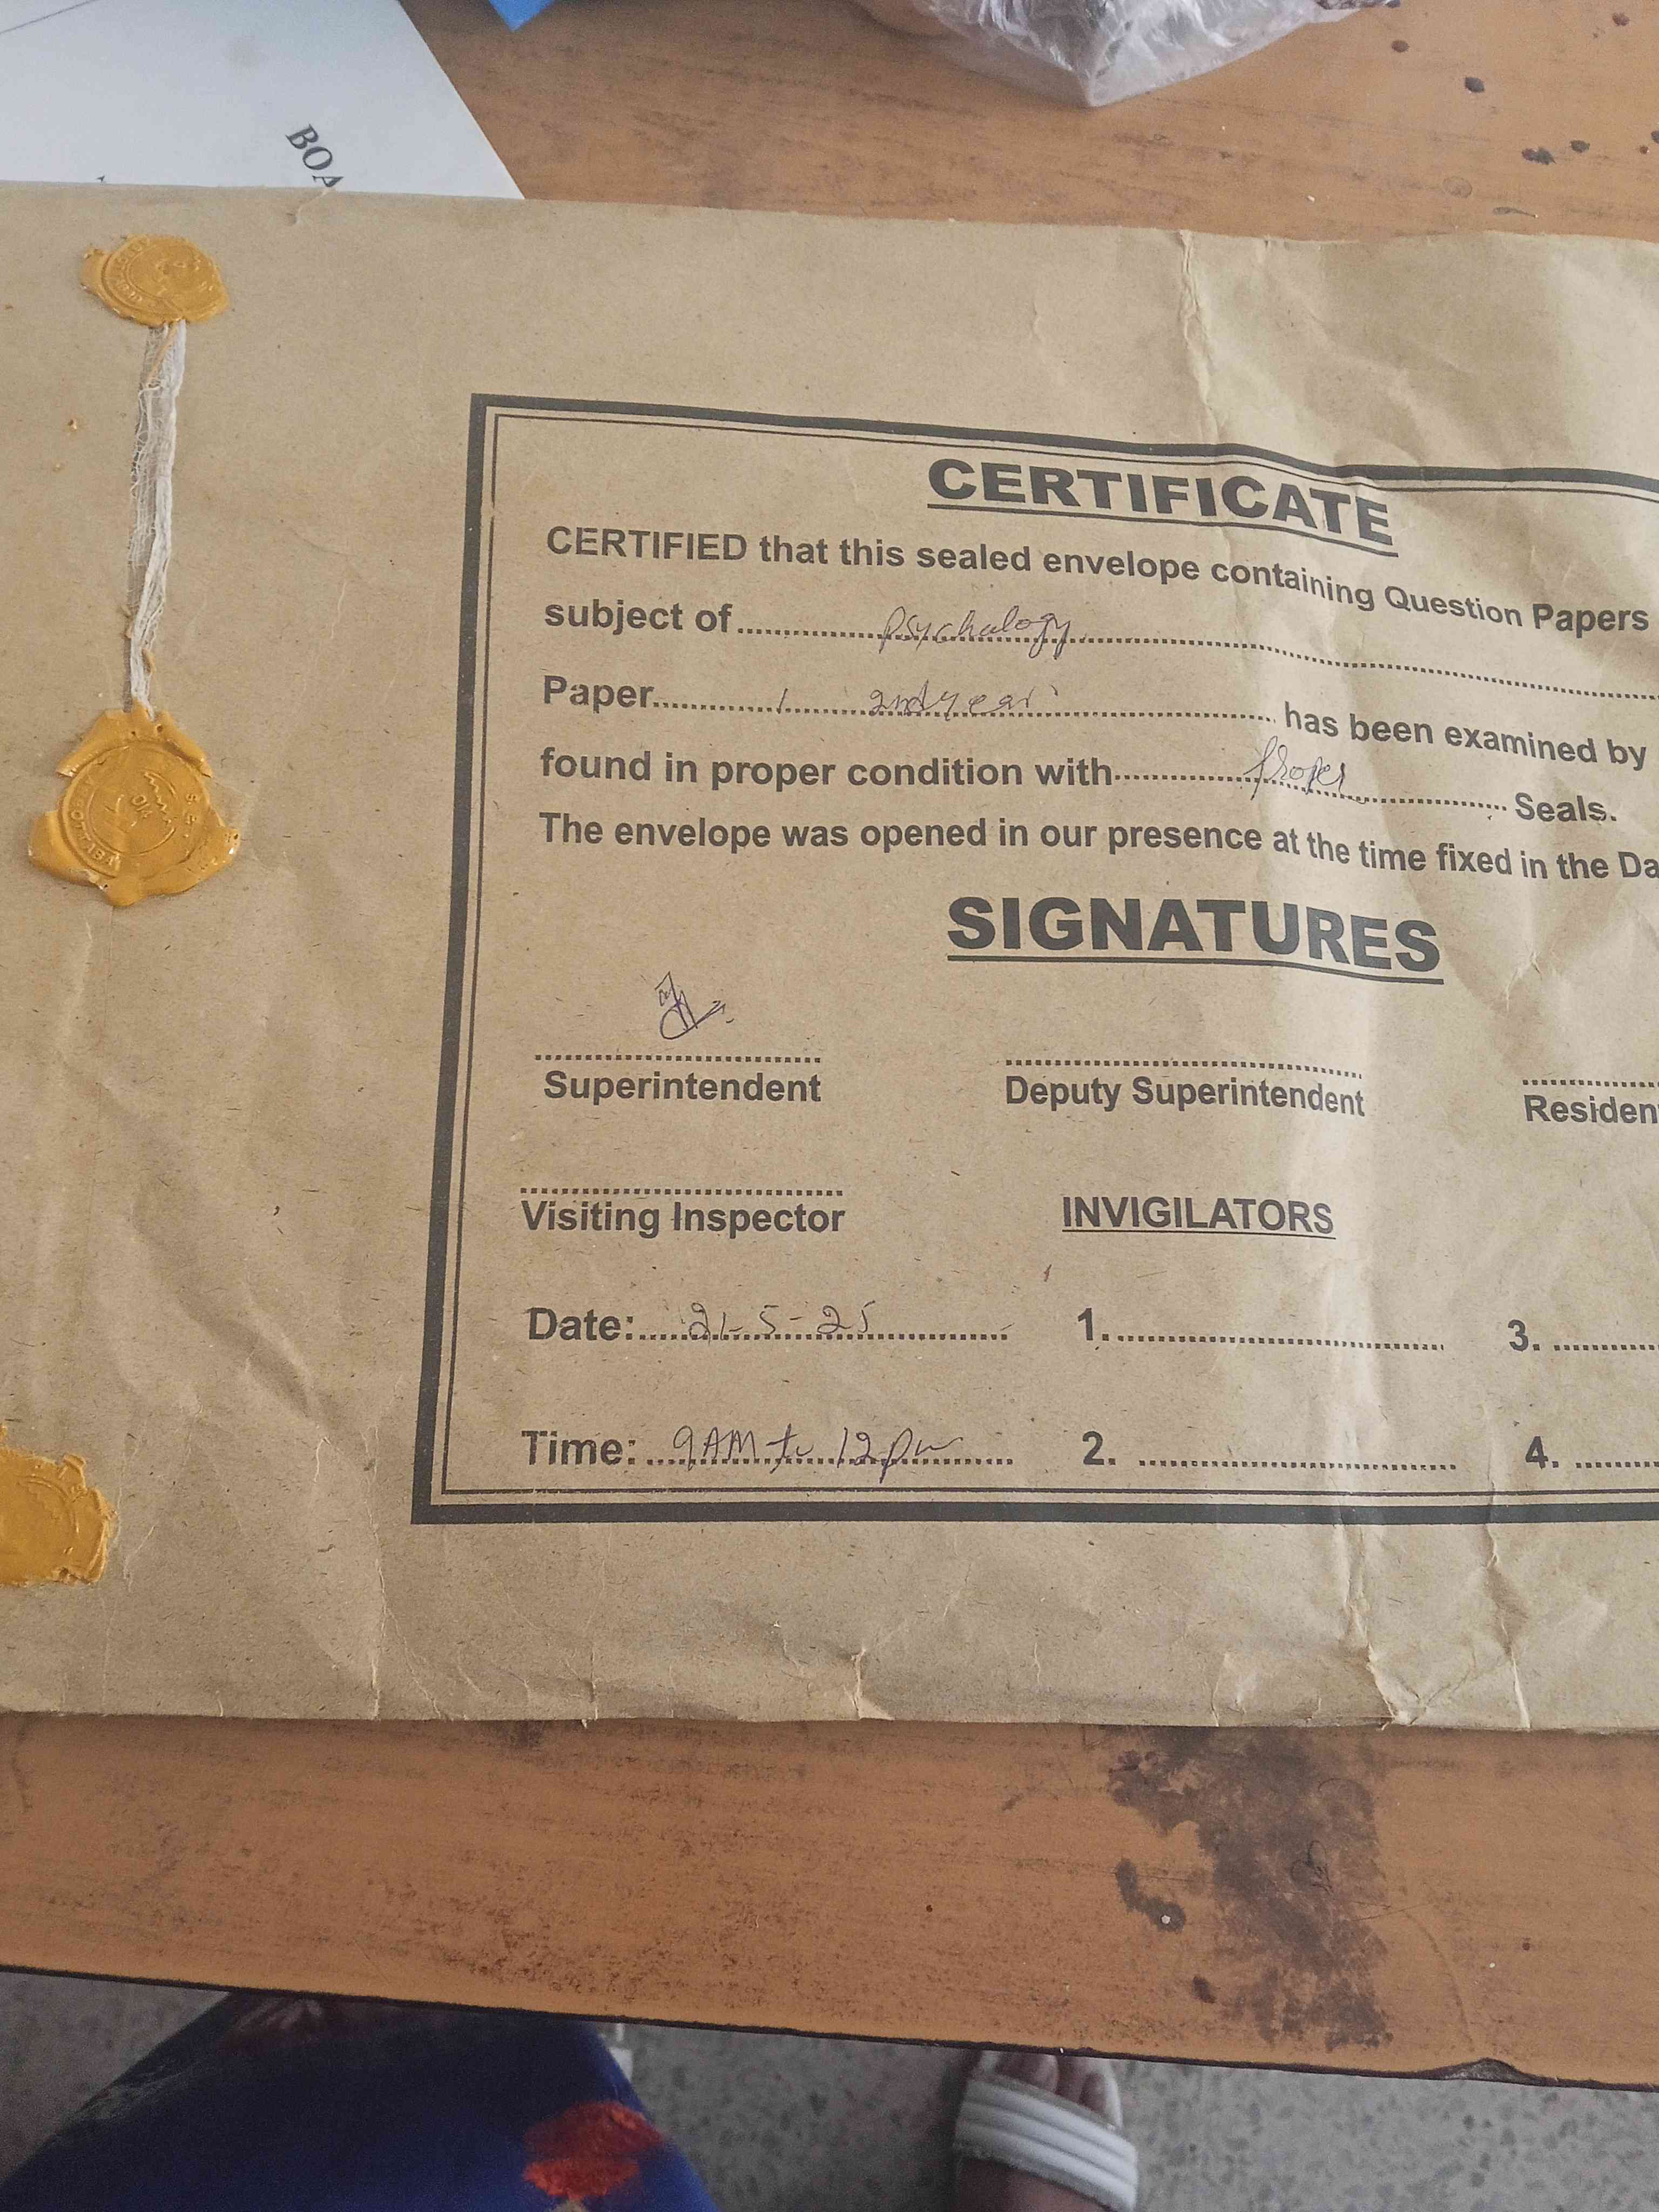 BOA
CERTIFICATE
CERTIFIED that this sealed envelope containing Question Papers
subject of........Psychology........
Paper........1 2nd year........has been examined by
found in proper condition with........Proper........Seals.
The envelope was opened in our presence at the time fixed in the Da
SIGNATURES
Superintendent Deputy Superintendent Residen
Visiting Inspector INVIGILATORS
Date:....21-5-25.... 1......... 3. .........
Time:....9AM to 12pm.... 2. ......... 4. .........